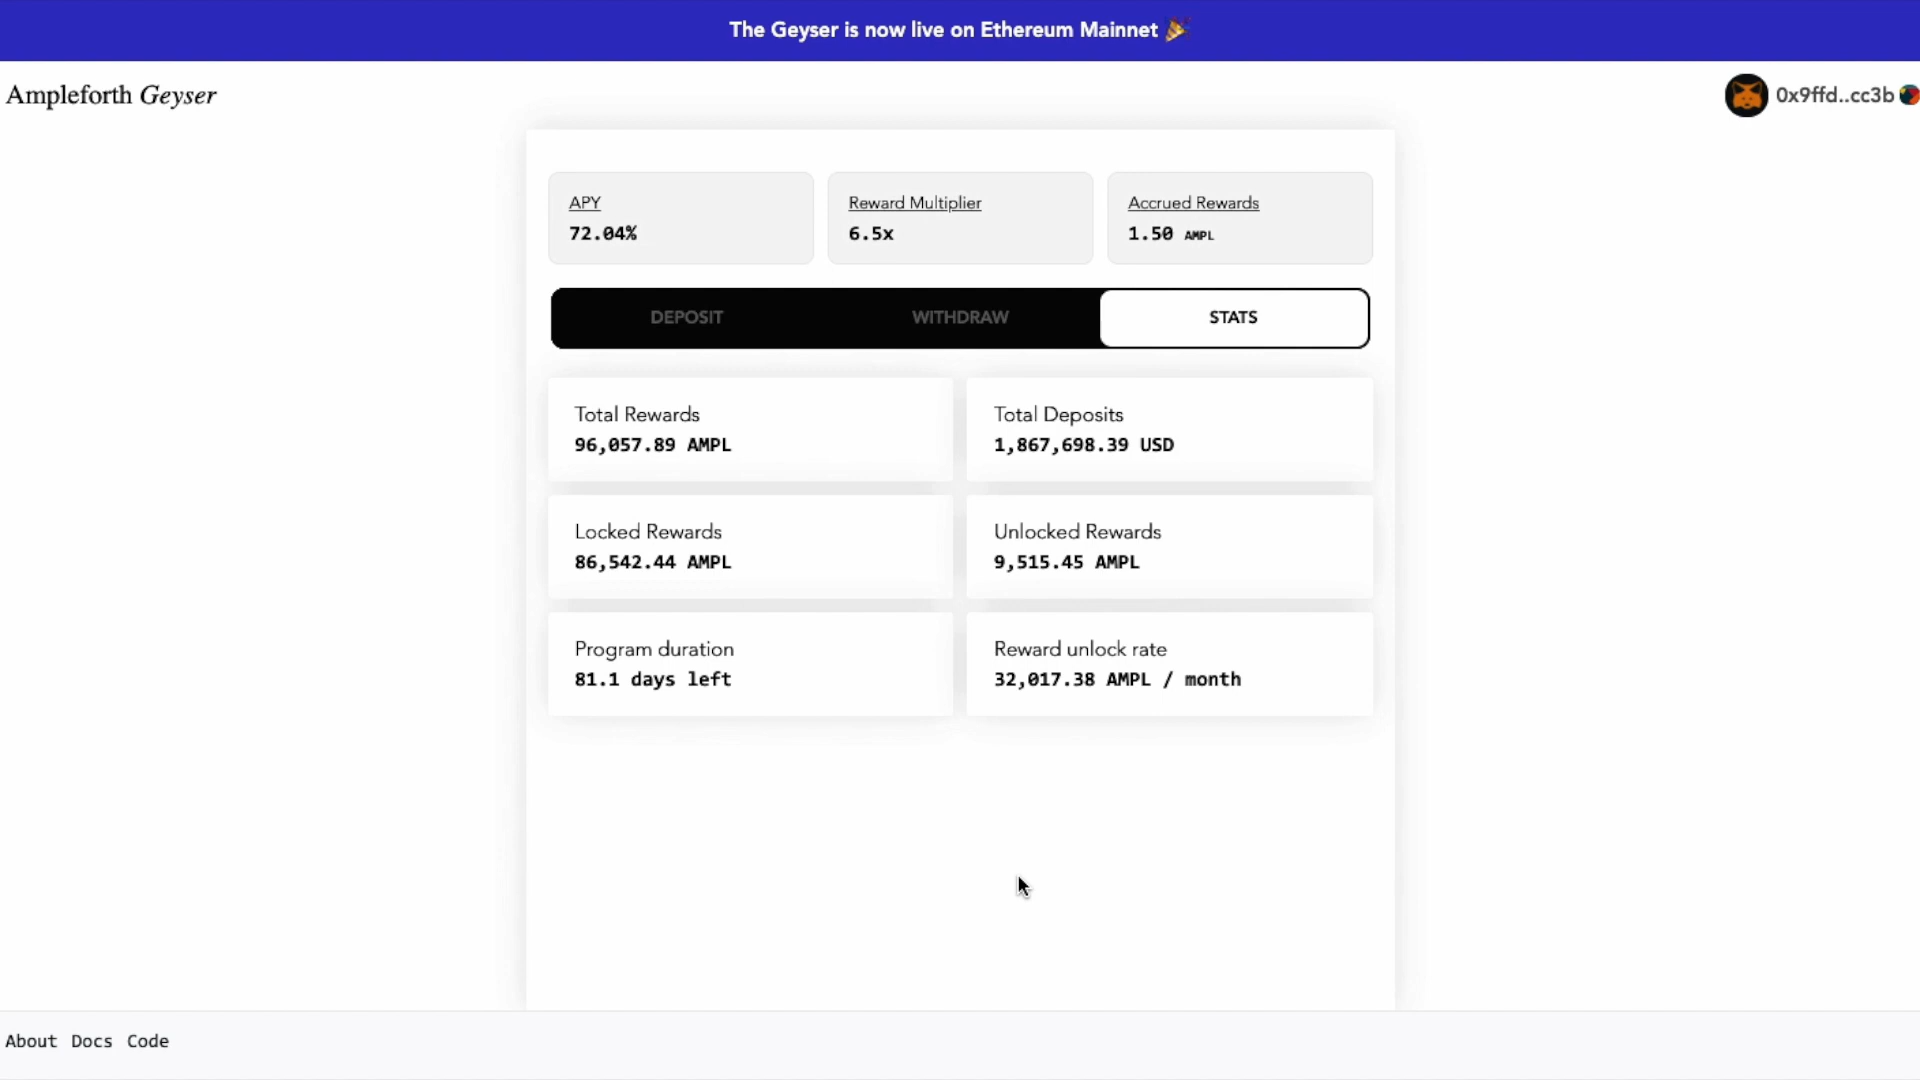 The Geyser is now live on Ethereum Mainnet 🎉
Ampleforth Geyser
0x9ffd..cc3b
APY
72.04%
Reward Multiplier
6.5x
Accrued Rewards
1.50 AMPL
DEPOSIT
WITHDRAW
STATS
Total Rewards
96,057.89 AMPL
Total Deposits
1,867,698.39 USD
Locked Rewards
86,542.44 AMPL
Unlocked Rewards
9,515.45 AMPL
Program duration
81.1 days left
Reward unlock rate
32,017.38 AMPL / month
About Docs Code